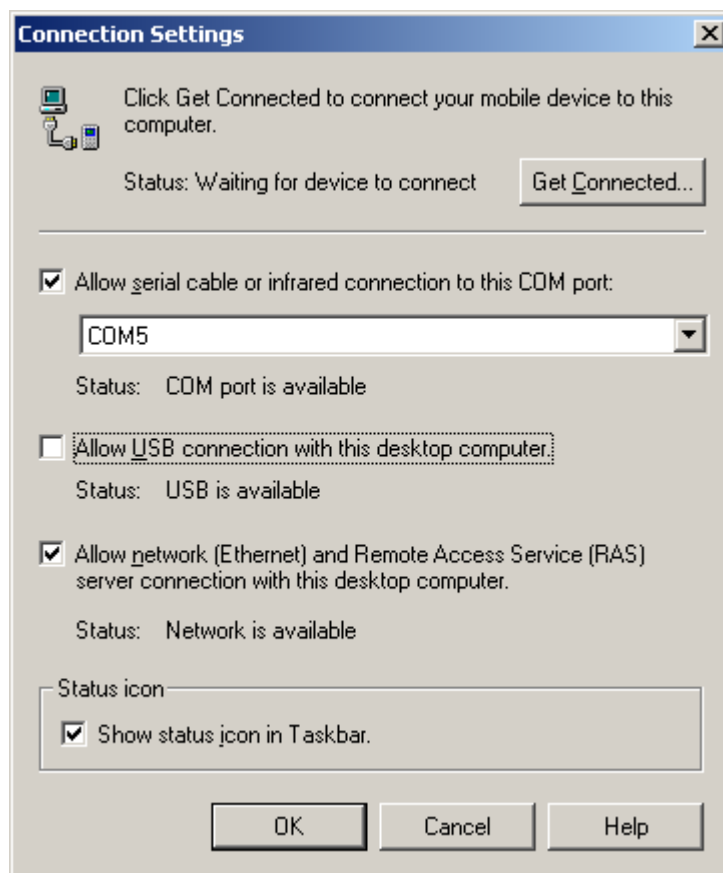 Connection Settings
Click Get Connected to connect your mobile device to this
computer.
Status: Waiting for device to connect
Get Connected...
Allow serial cable or infrared connection to this COM port:
COM5
Status: COM port is available
Allow USB connection with this desktop computer.
Status: USB is available
Allow network (Ethernet) and Remote Access Service (RAS)
server connection with this desktop computer.
Status: Network is available
Status icon
Show status icon in Taskbar.
OK Cancel Help